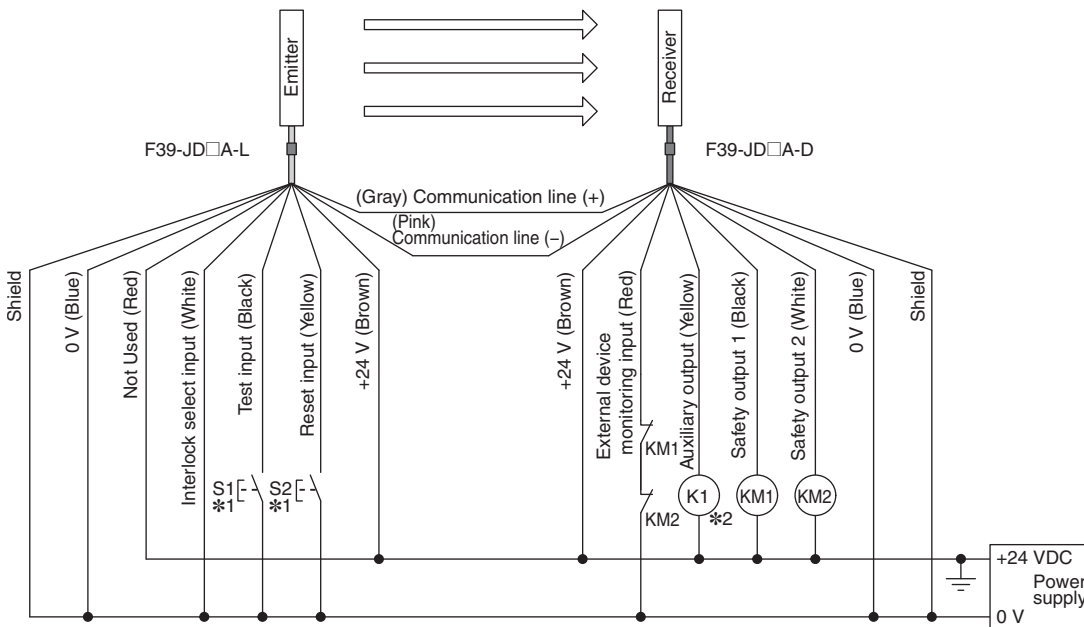 Emitter
Receiver
F39-JD□A-L
F39-JD□A-D
(Gray) Communication line (+)
(Pink)
Communication line (−)
Shield
0 V (Blue)
Not Used (Red)
Interlock select input (White)
Test input (Black)
Reset input (Yellow)
+24 V (Brown)
+24 V (Brown)
External device
monitoring input (Red)
Auxiliary output (Yellow)
Safety output 1 (Black)
Safety output 2 (White)
0 V (Blue)
Shield
S1
*1
S2
*1
KM1
KM2
K1
*2
KM1
KM2
+24 VDC
Power
supply
0 V